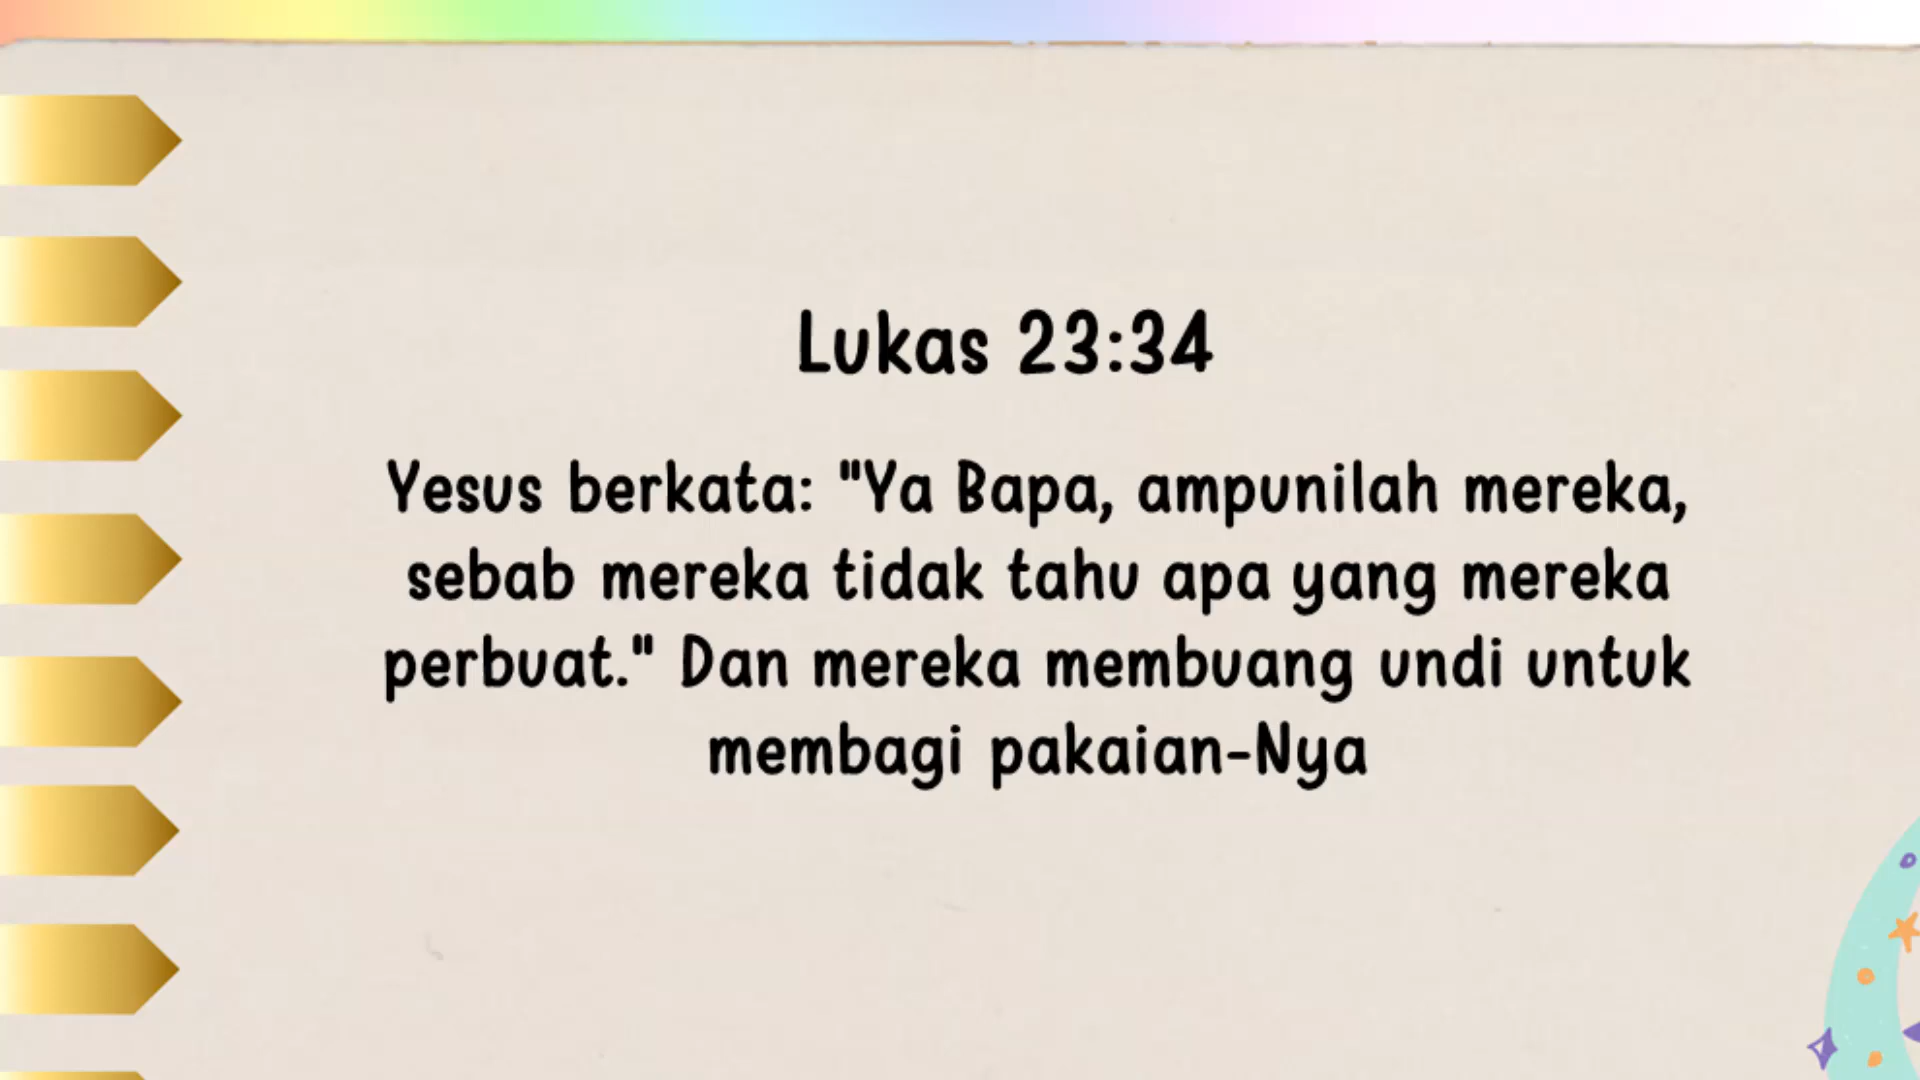 Lukas 23:34
Yesus berkata: "Ya Bapa, ampunilah mereka,
sebab mereka tidak tahu apa yang mereka
perbuat." Dan mereka membuang undi untuk
membagi pakaian-Nya